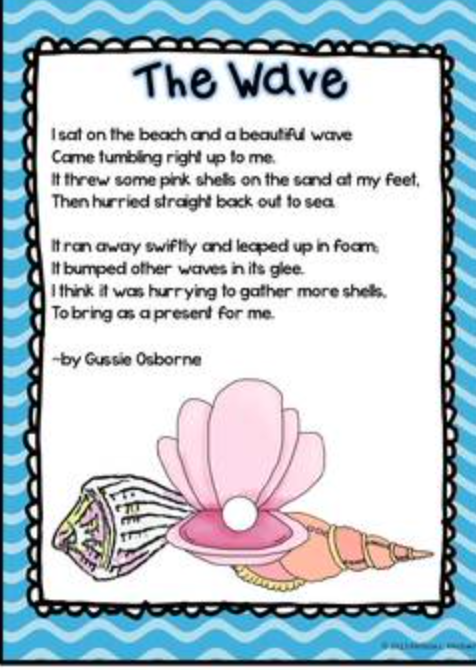 The Wave
I sat on the beach and a beautiful wave
Came tumbling right up to me.
It threw some pink shells on the sand at my feet,
Then hurried straight back out to sea.
It ran away swiftly and leaped up in foam;
It bumped other waves in its glee.
I think it was hurrying to gather more shells,
To bring as a present for me.
~by Gussie Osborne